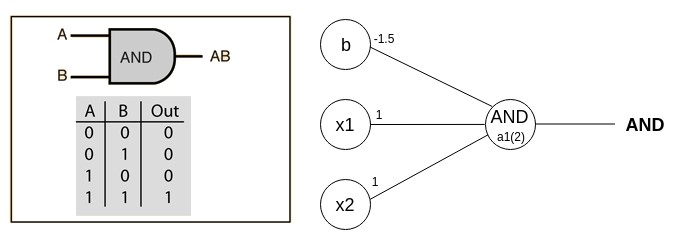 A
AND
AB
B
A B Out
0 0 0
0 1 0
1 0 0
1 1 1
b
-1.5
x1
1
x2
1
AND
a1(2)
AND